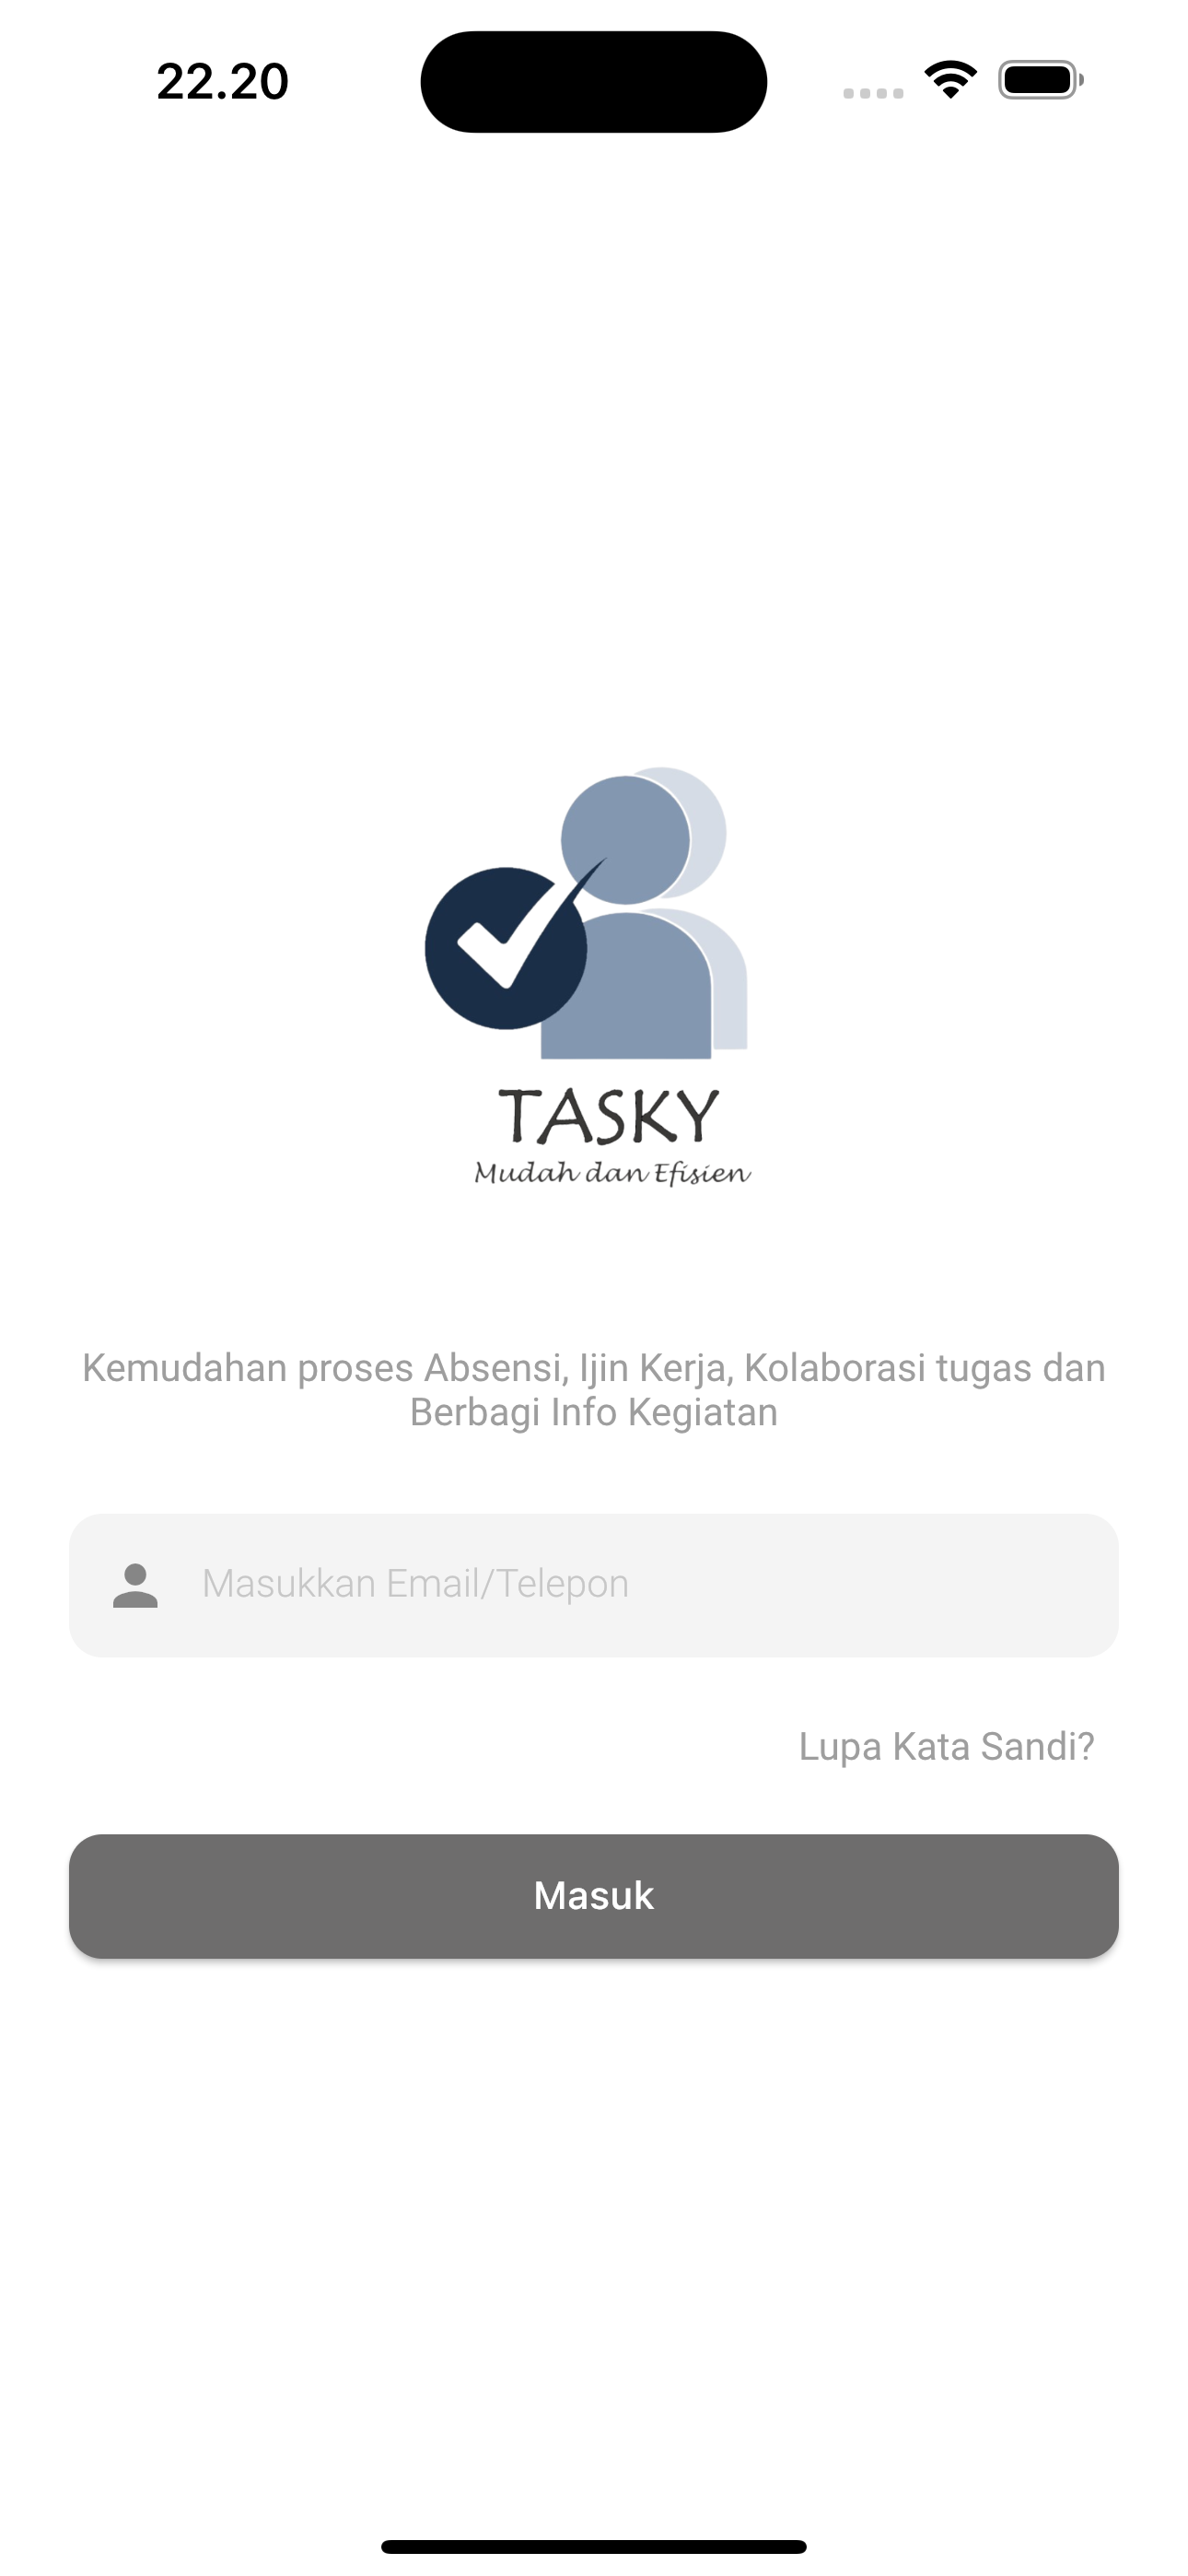 22.20
TASKY
Mudah dan Efisien
Kemudahan proses Absensi, Ijin Kerja, Kolaborasi tugas dan
Berbagi Info Kegiatan
Masukkan Email/Telepon
Lupa Kata Sandi?
Masuk